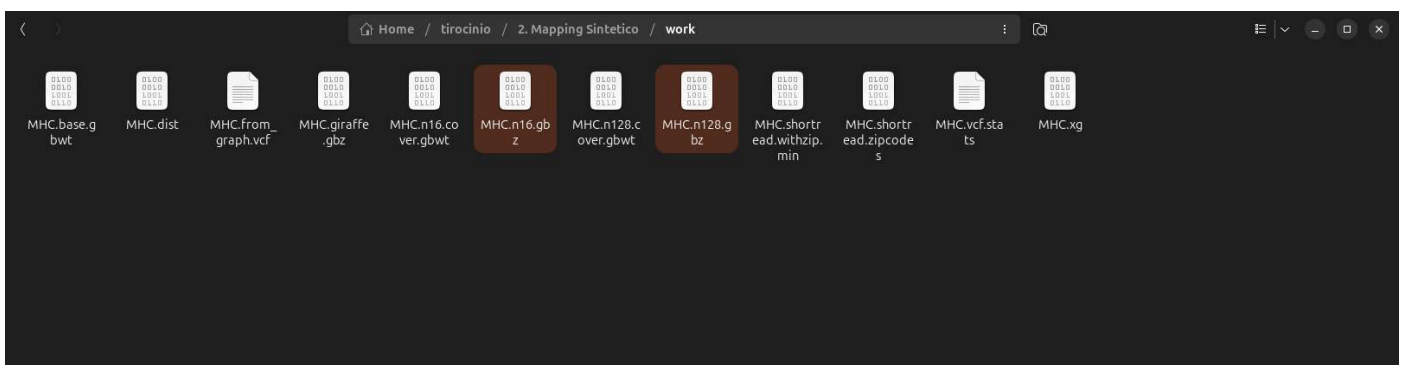 Home / tirocinio / 2. Mapping Sintetico / work
MHC.base.g
bwt
MHC.dist
MHC.from_
graph.vcf
MHC.giraffe
.gbz
MHC.n16.co
ver.gbwt
MHC.n16.gb
z
MHC.n128.c
over.gbwt
MHC.n128.g
bz
MHC.shortr
ead.withzip.
min
MHC.shortr
ead.zipcode
s
MHC.vcf.sta
ts
MHC.xg